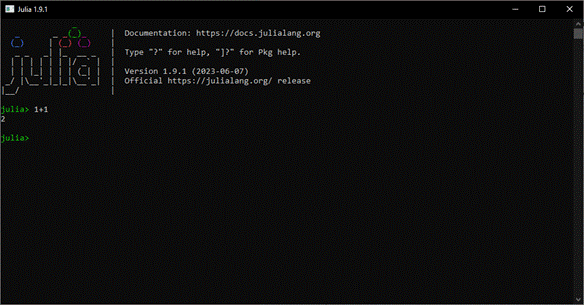 Julia 1.9.1
julia
Documentation: https://docs.julialang.org
Type "?" for help, "]?" for Pkg help.
Version 1.9.1 (2023-06-07)
Official https://julialang.org/ release
julia> 1+1
2
julia>